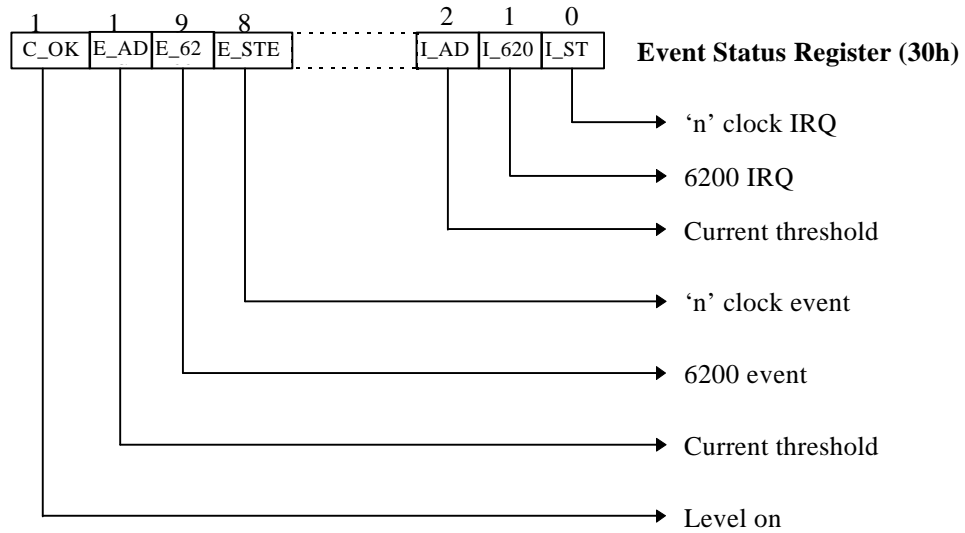 1 1 9 8 2 1 0
C_OK E_AD E_62 E_STE I_AD I_620 I_ST Event Status Register (30h)
‘n’ clock IRQ
6200 IRQ
Current threshold
‘n’ clock event
6200 event
Current threshold
Level on